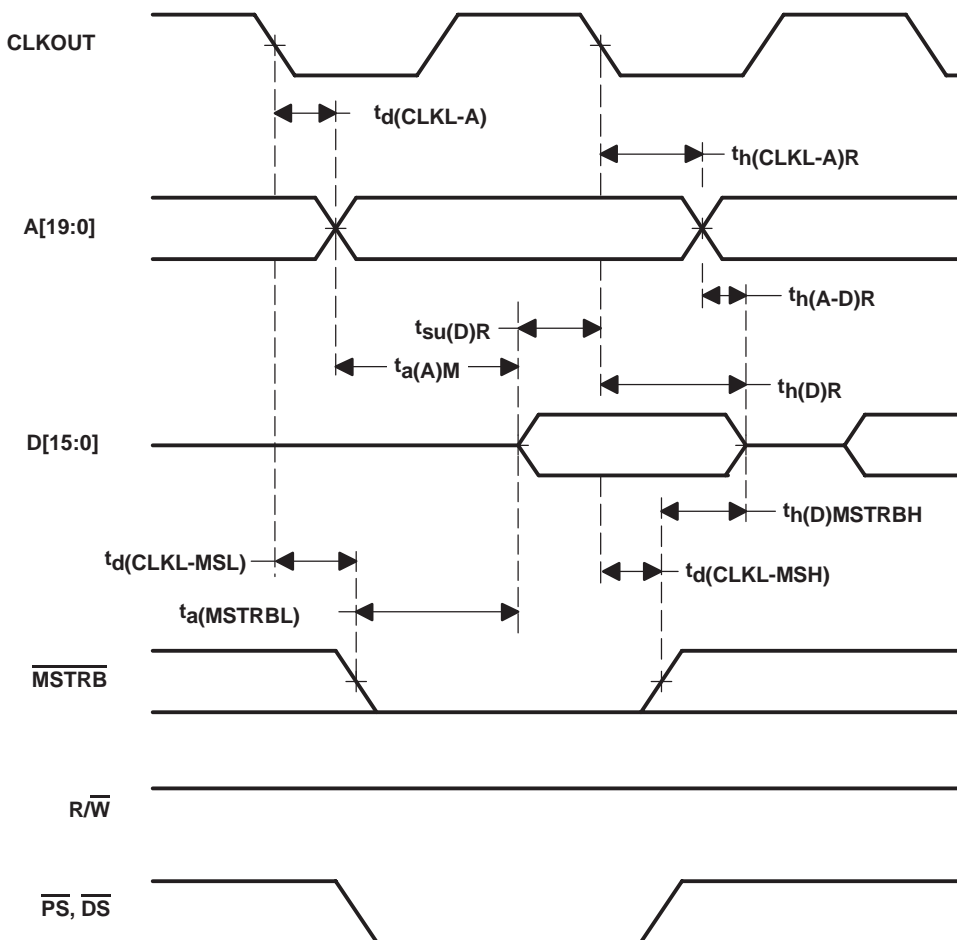 CLKOUT
td(CLKL-A)
th(CLKL-A)R
A[19:0]
th(A-D)R
tsu(D)R
ta(A)M
th(D)R
D[15:0]
th(D)MSTRBH
td(CLKL-MSL)
td(CLKL-MSH)
ta(MSTRBL)
MSTRB
R/W
PS, DS